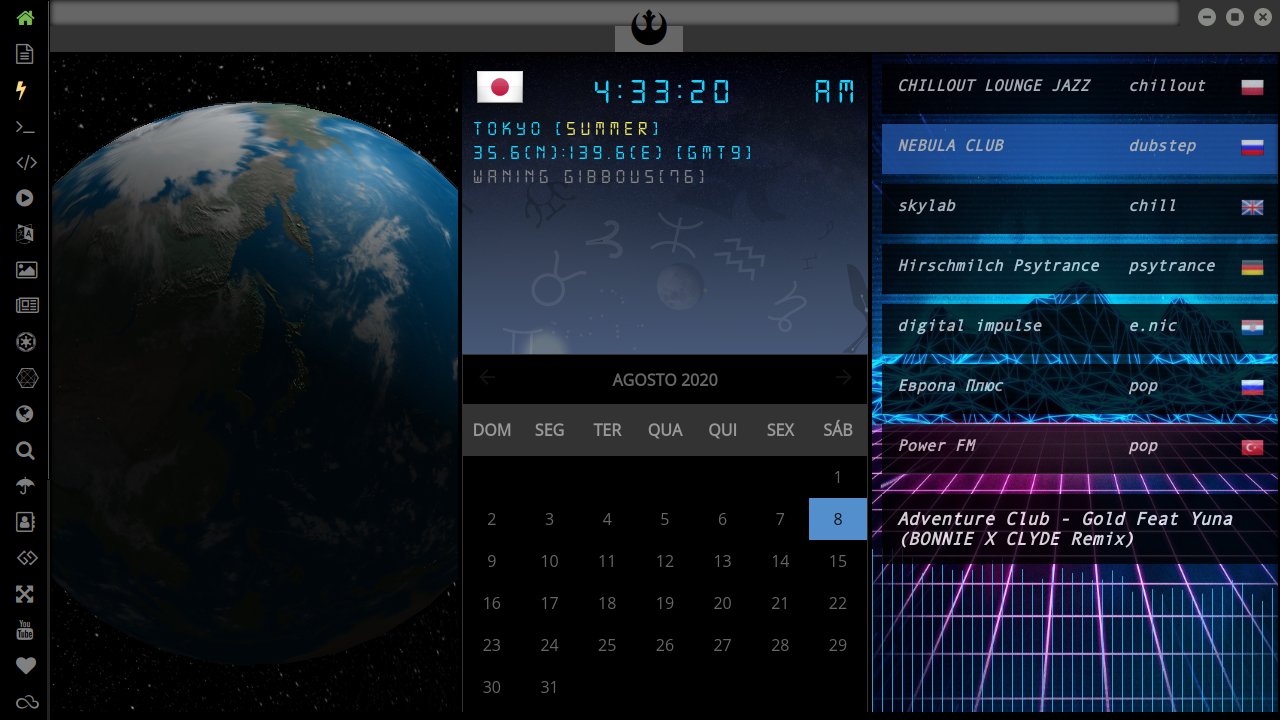 4:33:20 AM
TOKYO [SUMMER]
35.6(N):139.6(E) [GMT9]
WANING GIBBOUS[76]
AGOSTO 2020
DOM SEG TER QUA QUI SEX SÁB
1
2 3 4 5 6 7 8
9 10 11 12 13 14 15
16 17 18 19 20 21 22
23 24 25 26 27 28 29
30 31
CHILLOUT LOUNGE JAZZ chillout
NEBULA CLUB dubstep
skylab chill
Hirschmilch Psytrance psytrance
digital impulse e.nic
Европа Плюс pop
Power FM pop
Adventure Club - Gold Feat Yuna
(BONNIE X CLYDE Remix)
You
Tube